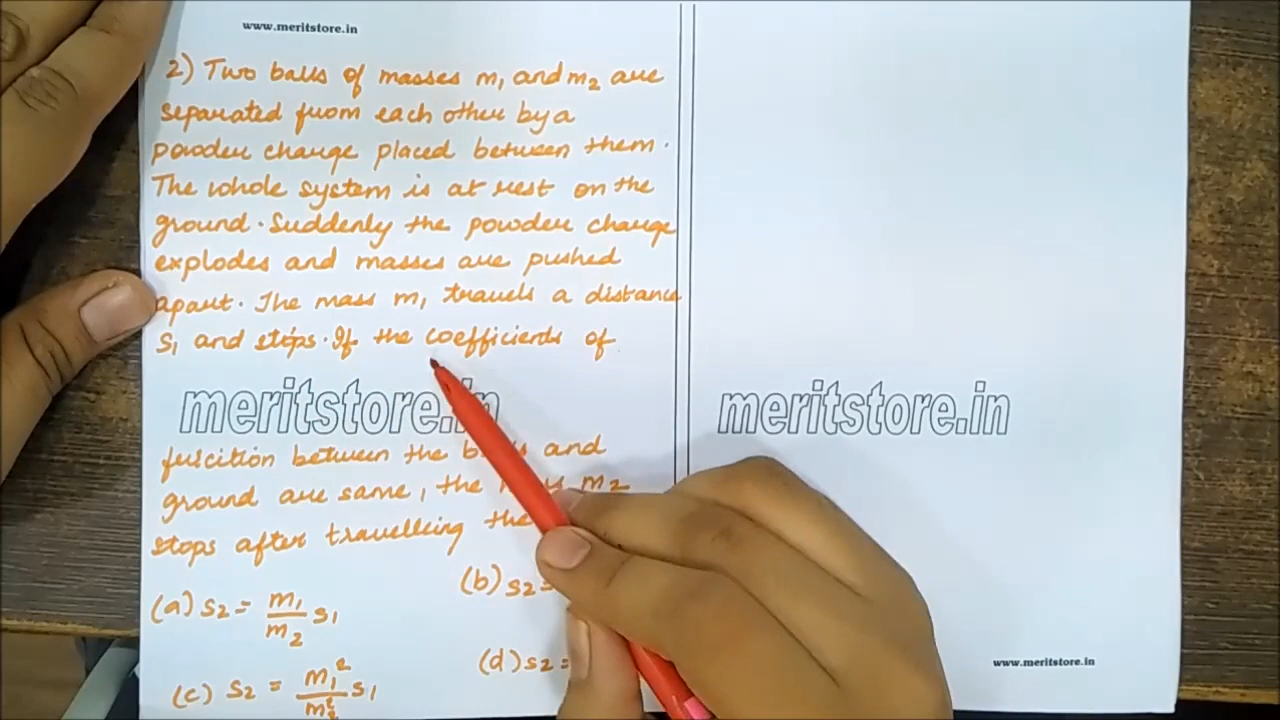 www.meritstore.in
2) Two balls of masses m₁ and m₂ are
separated from each other by a
powder charge placed between them.
The whole system is at rest on the
ground. Suddenly the powder charge
explodes and masses are pushed
apart. The mass m₁ travels a distance
s₁ and stops. If the coefficients of
meritstore.in
meritstore.in
friction between the and
ground are same, the m₂
stops after travelling the
(a) s₂ = m₁/m₂ s₁
(b) s₂ =
(c) s₂ = m₁²/m₂² s₁
(d) s₂ =
www.meritstore.in